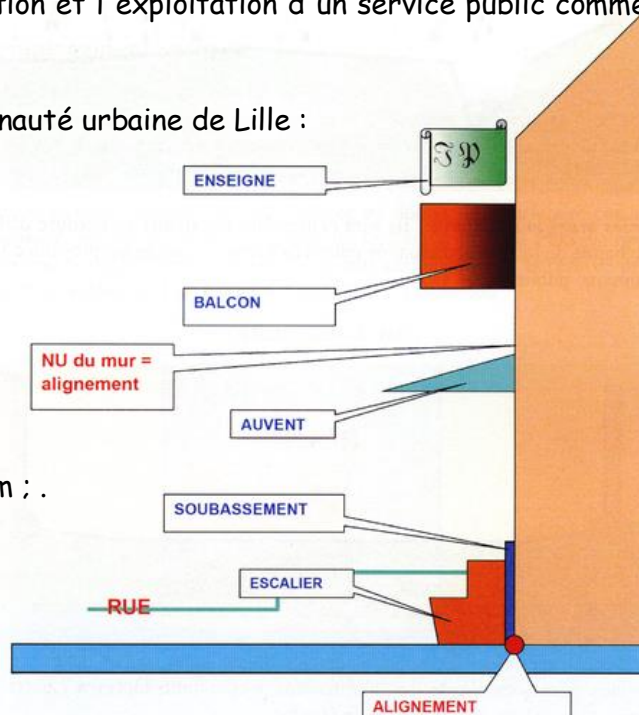 tion et l'exploitation d'un service public comme
nauté urbaine de Lille :
ENSEIGNE
BALCON
NU du mur =
alignement
AUVENT
m ; .
SOUBASSEMENT
ESCALIER
RUE
ALIGNEMENT